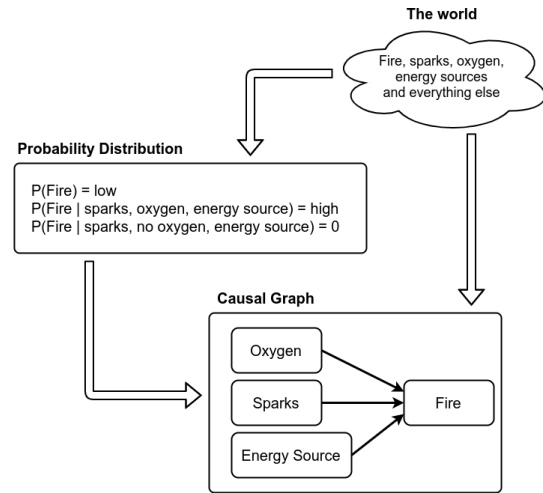 The world
Fire, sparks, oxygen,
energy sources
and everything else
Probability Distribution
P(Fire) = low
P(Fire | sparks, oxygen, energy source) = high
P(Fire | sparks, no oxygen, energy source) = 0
Causal Graph
Oxygen
Sparks
Fire
Energy Source